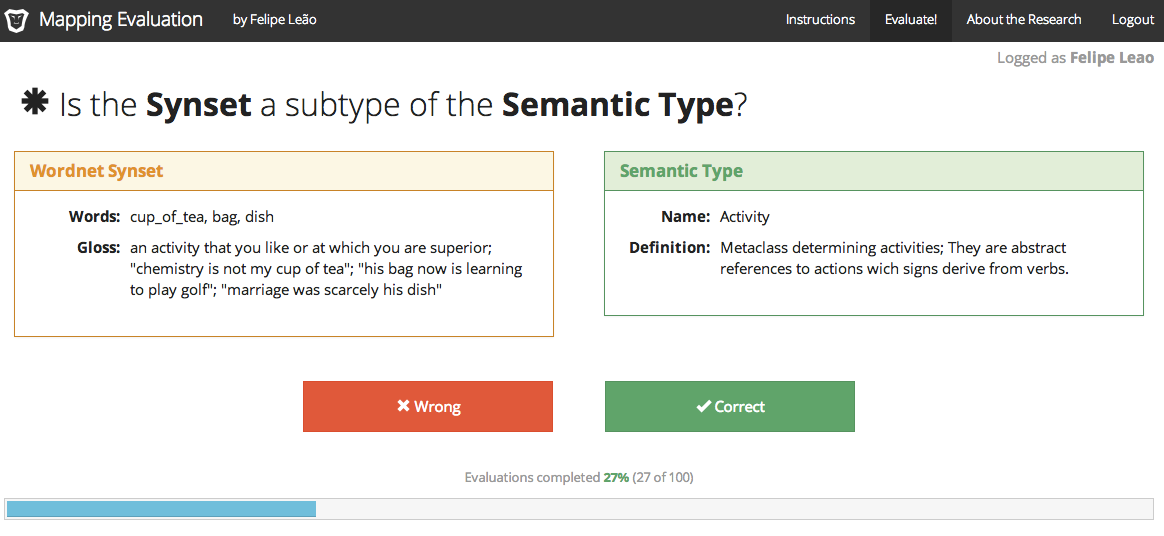 Mapping Evaluation by Felipe Leão Instructions Evaluate! About the Research Logout
Logged as Felipe Leao
✱ Is the Synset a subtype of the Semantic Type?
Wordnet Synset
Words: cup_of_tea, bag, dish
Gloss: an activity that you like or at which you are superior;
"chemistry is not my cup of tea"; "his bag now is learning
to play golf"; "marriage was scarcely his dish"
Semantic Type
Name: Activity
Definition: Metaclass determining activities; They are abstract
references to actions wich signs derive from verbs.
✖ Wrong
✔ Correct
Evaluations completed 27% (27 of 100)